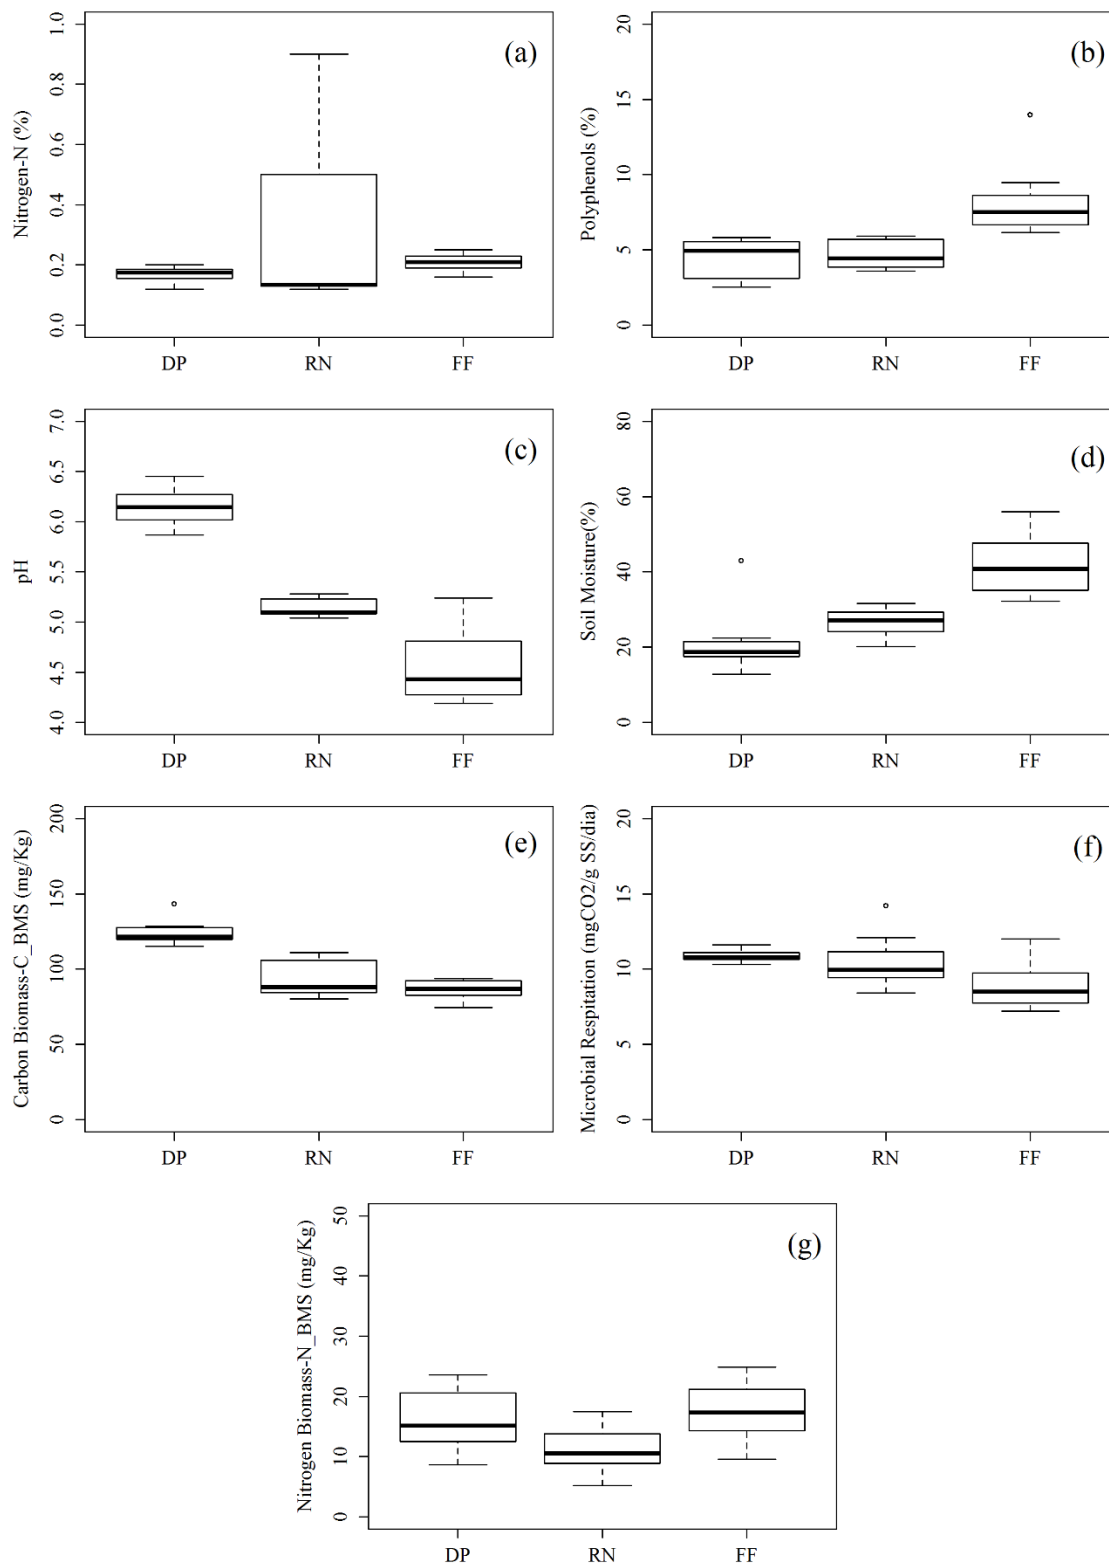 (a)
Nitrogen-N (%)
0.0 0.2 0.4 0.6 0.8 1.0
DP RN FF
(b)
Polyphenols (%)
0 5 10 15 20
DP RN FF
(c)
pH
4.0 4.5 5.0 5.5 6.0 6.5 7.0
DP RN FF
(d)
Soil Moisture(%)
0 20 40 60 80
DP RN FF
(e)
Carbon Biomass-C_BMS (mg/Kg)
0 50 100 150 200
DP RN FF
(f)
Microbial Respitation (mgCO2/g SS/dia)
0 5 10 15 20
DP RN FF
(g)
Nitrogen Biomass-N_BMS (mg/Kg)
0 10 20 30 40 50
DP RN FF